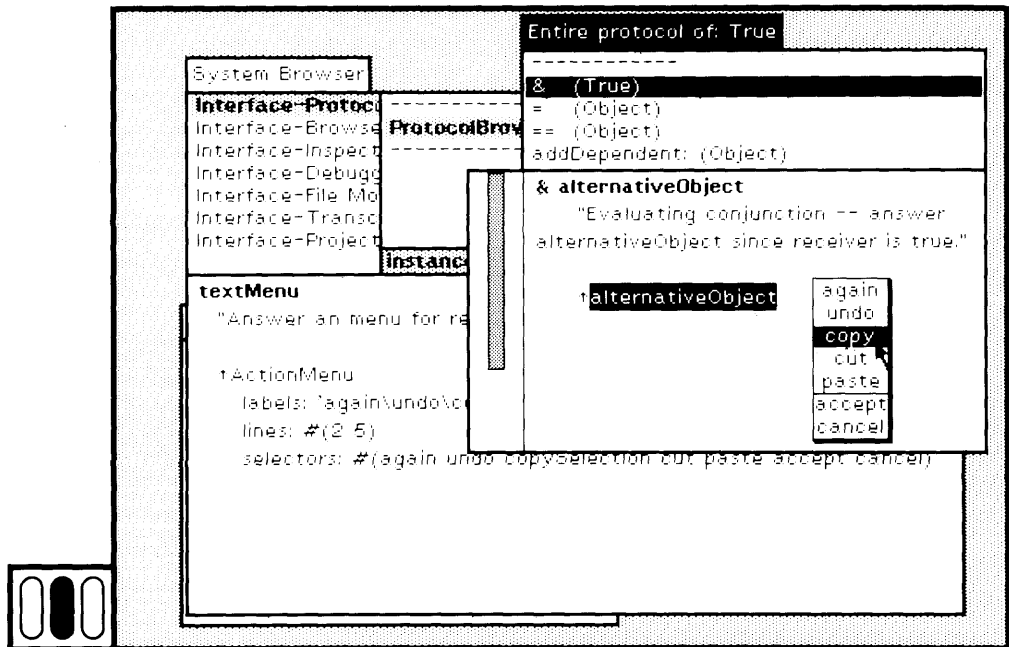 Entire protocol of: True
------------
& (True)
= (Object)
== (Object)
addDependent: (Object)
System Browser
Interface-Protoc
Interface-Browse
Interface-Inspect
Interface-Debugg
Interface-File Mo
Interface-Transc
Interface-Project
ProtocolBrow
instanc
& alternativeObject
"Evaluating conjunction -- answer
alternativeObject since receiver is true."
↑alternativeObject
again
undo
copy
cut
paste
accept
cancel
textMenu
"Answer an menu for re
↑ActionMenu
labels: 'again\undo\c
lines: #(2 5)
selectors: #(again undo copySelection cut paste accept cancel)